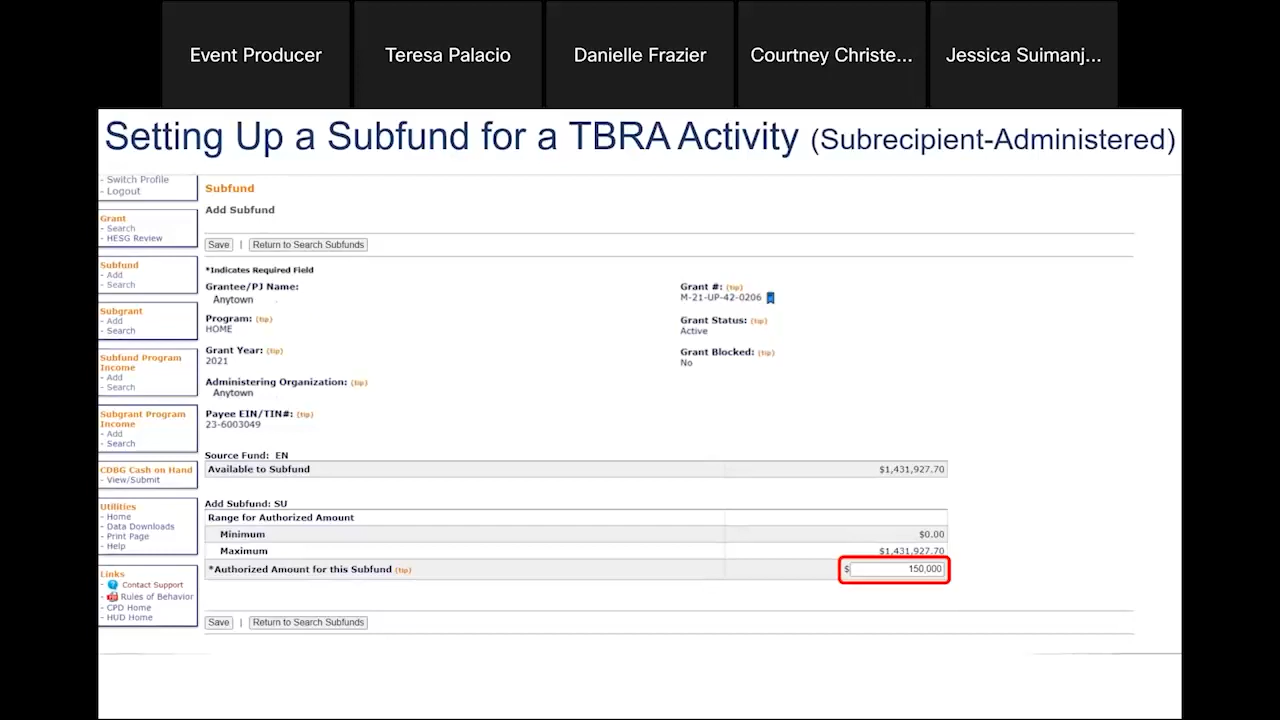 Event Producer
Teresa Palacio
Danielle Frazier
Courtney Christe...
Jessica Suimanj...
Setting Up a Subfund for a TBRA Activity (Subrecipient-Administered)
- Switch Profile
- Logout
Grant
- Search
- HESG Review
Subfund
- Add
- Search
Subgrant
- Add
- Search
Subfund Program
Income
- Add
- Search
Subgrant Program
Income
- Add
- Search
CDBG Cash on Hand
- View/Submit
Utilities
- Home
- Data Downloads
- Print Page
- Help
Links
- Contact Support
- Rules of Behavior
- CPD Home
- HUD Home
Subfund
Add Subfund
Save | Return to Search Subfunds
*Indicates Required Field
Grantee/PJ Name:
Anytown
Grant #: (tip)
M-21-UP-42-0206
Program: (tip)
HOME
Grant Status: (tip)
Active
Grant Year: (tip)
2021
Grant Blocked: (tip)
No
Administering Organization: (tip)
Anytown
Payee EIN/TIN#: (tip)
23-6003049
Source Fund: EN
Available to Subfund $1,431,927.70
Add Subfund: SU
Range for Authorized Amount
Minimum $0.00
Maximum $1,431,927.70
*Authorized Amount for this Subfund (tip) $ 150,000
Save | Return to Search Subfunds